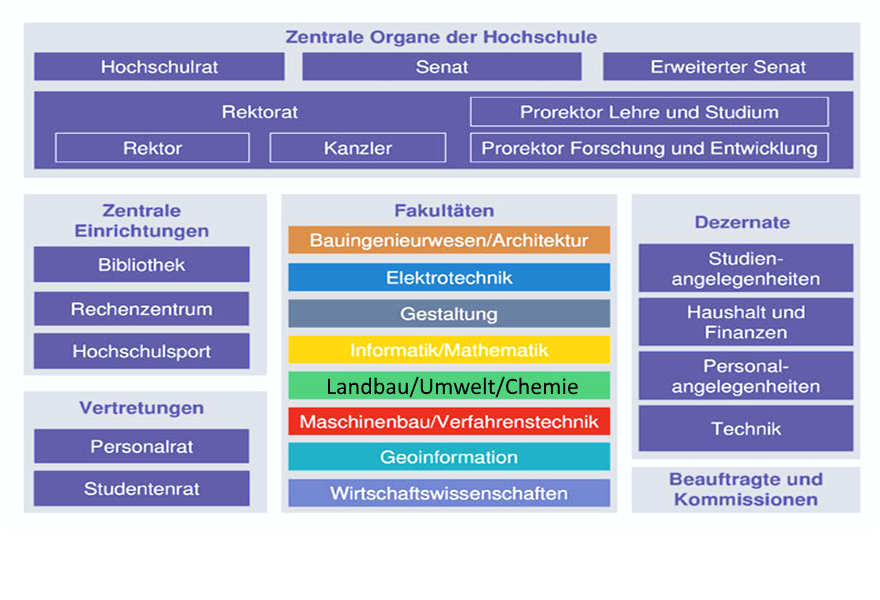 Zentrale Organe der Hochschule
Hochschulrat
Senat
Erweiterter Senat
Rektorat
Prorektor Lehre und Studium
Rektor
Kanzler
Prorektor Forschung und Entwicklung
Zentrale
Einrichtungen
Bibliothek
Rechenzentrum
Hochschulsport
Vertretungen
Personalrat
Studentenrat
Fakultäten
Bauingenieurwesen/Architektur
Elektrotechnik
Gestaltung
Informatik/Mathematik
Landbau/Umwelt/Chemie
Maschinenbau/Verfahrenstechnik
Geoinformation
Wirtschaftswissenschaften
Dezernate
Studien-
angelegenheiten
Haushalt und
Finanzen
Personal-
angelegenheiten
Technik
Beauftragte und
Kommissionen